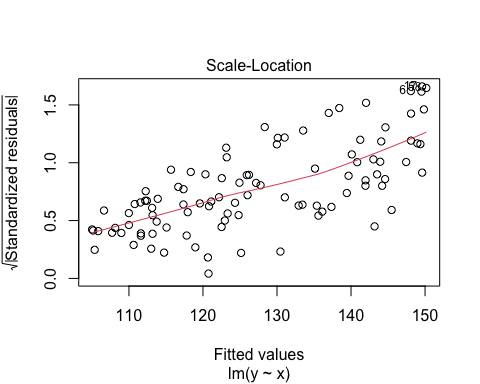 Scale-Location
√|Standardized residuals|
0.0 0.5 1.0 1.5
110 120 130 140 150
Fitted values
lm(y ~ x)